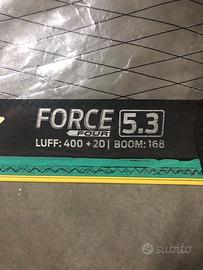 FORCE 5.3
FOUR
LUFF: 400 + 20 | BOOM: 168
subito